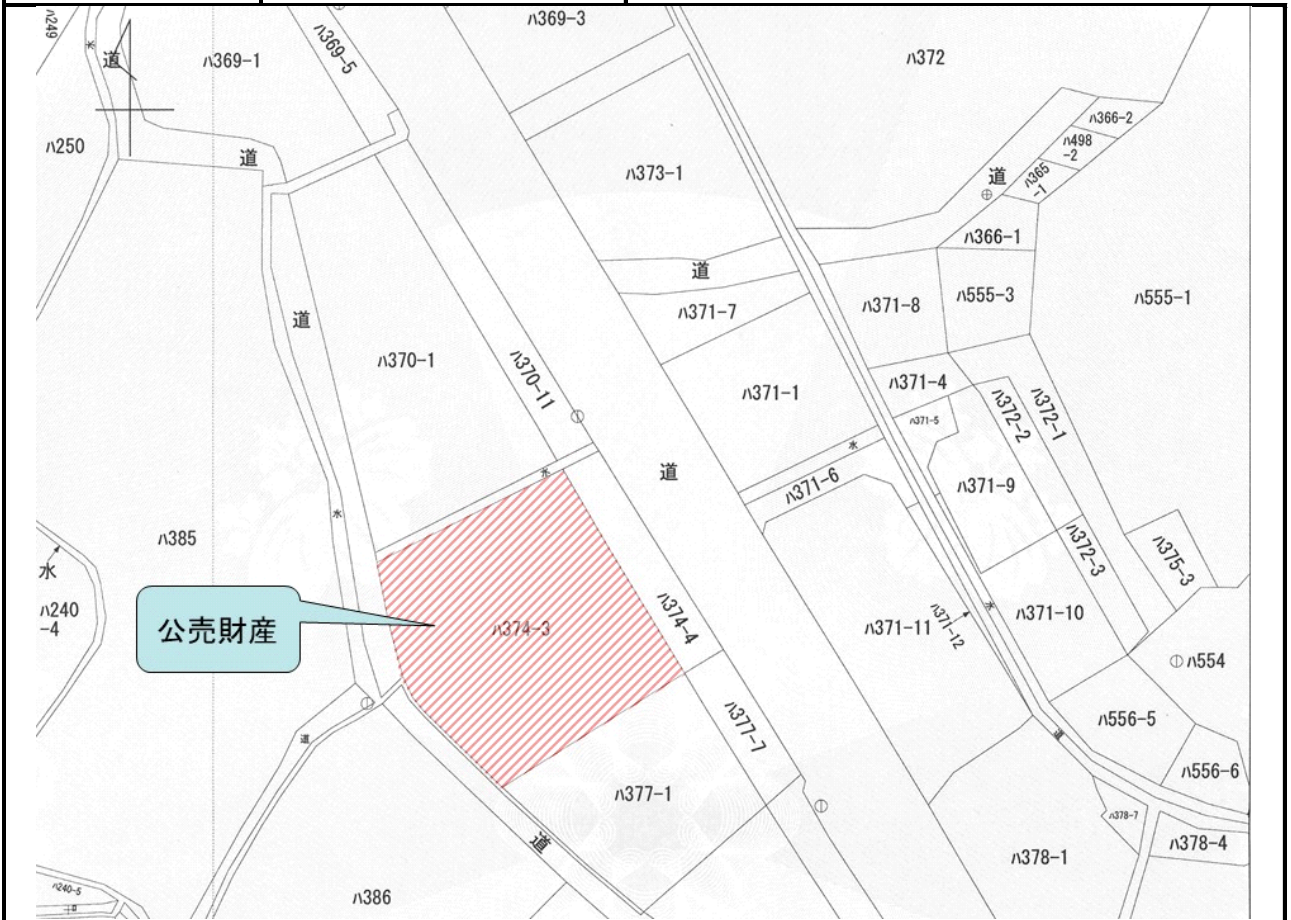 ハ249
水
道
ハ369-1
ハ369-5
ハ369-3
ハ372
ハ366-2
ハ498
-2
ハ365
-1
ハ250
道
ハ373-1
道
ハ366-1
道
ハ371-7
ハ371-8
ハ555-3
ハ555-1
道
ハ370-1
ハ370-11
ハ371-1
ハ371-4
ハ371-5
ハ372-2
ハ372-1
水
道
水
ハ371-6
ハ371-9
水
ハ385
ハ372-3
ハ375-3
水
ハ240
-4
公売財産
ハ374-3
ハ374-4
ハ371-11
ハ371-12
水
ハ371-10
ハ554
ハ377-7
道
ハ556-5
道
ハ556-6
ハ377-1
道
ハ378-7
ハ378-4
ハ378-1
ハ240-5
ハ386